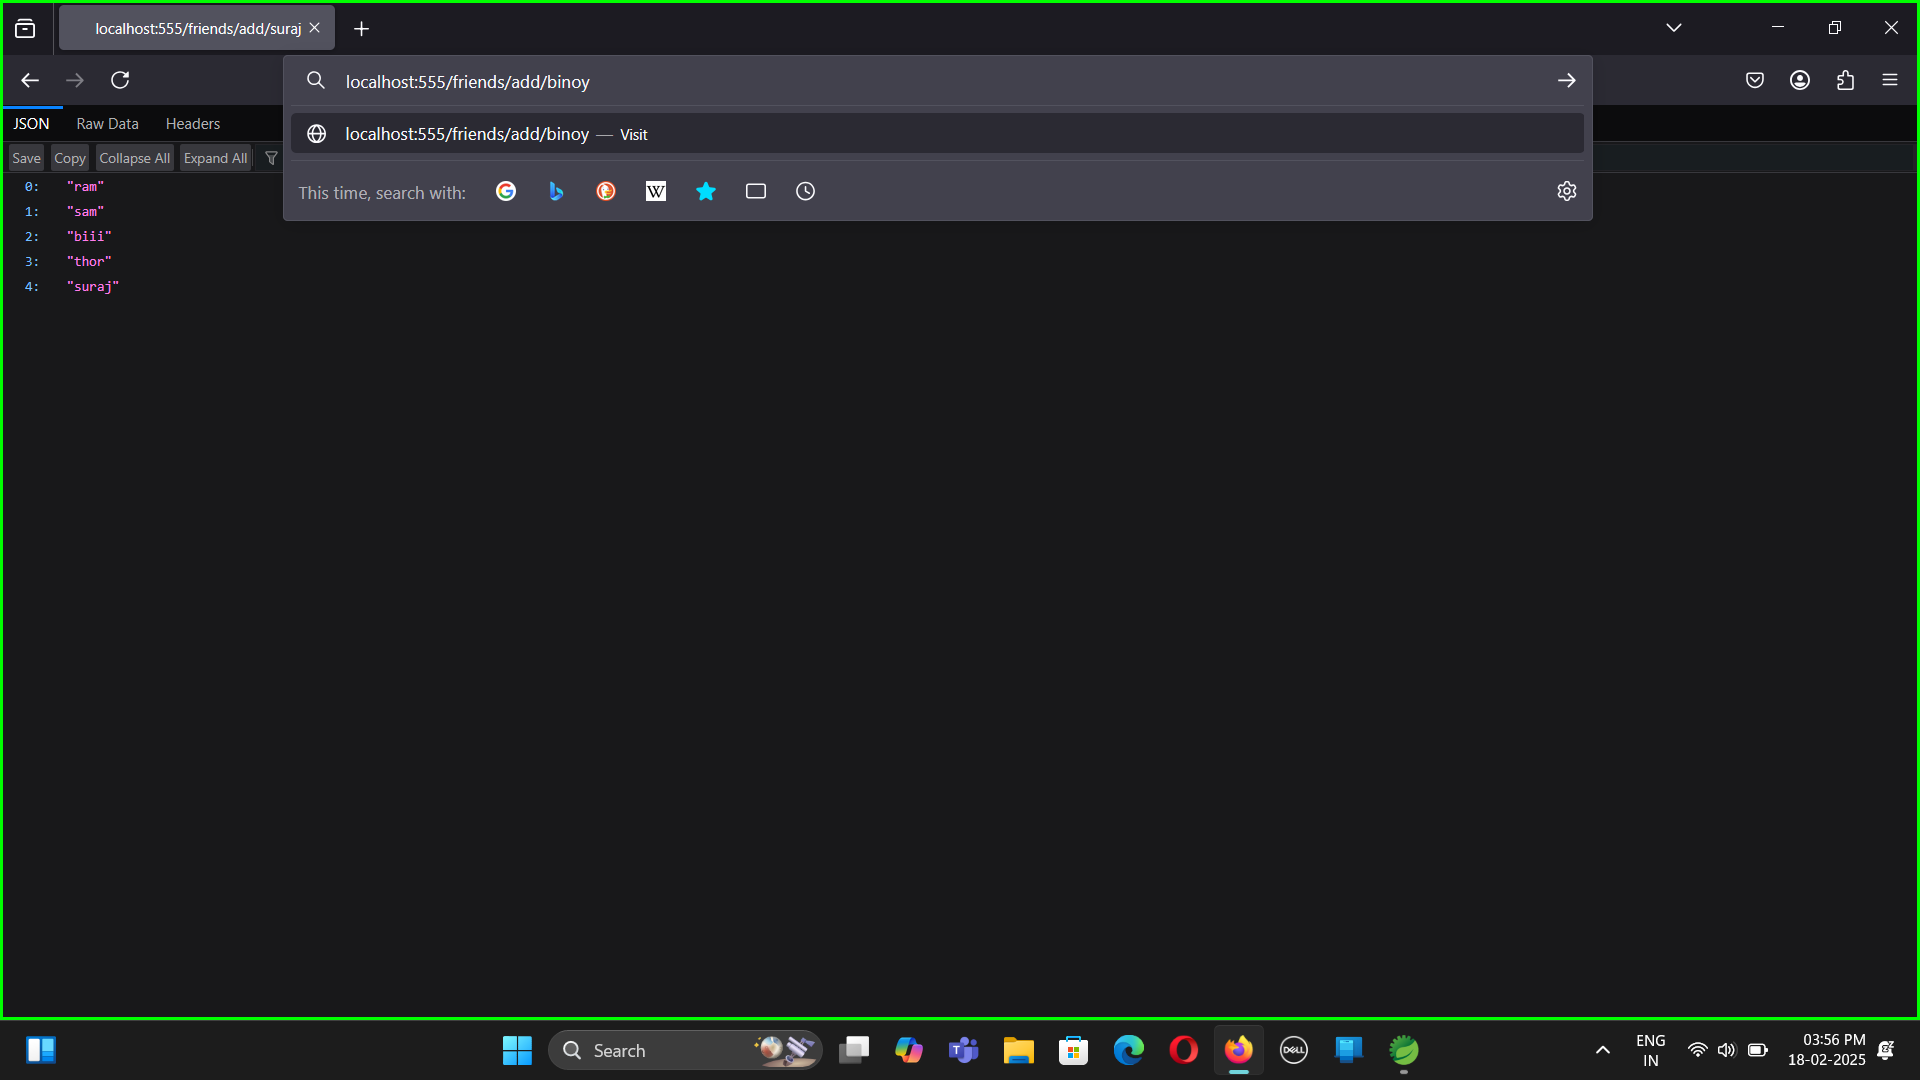 localhost:555/friends/add/suraj
localhost:555/friends/add/binoy
localhost:555/friends/add/binoy — Visit
This time, search with:
JSON Raw Data Headers
Save Copy Collapse All Expand All
0: "ram"
1: "sam"
2: "biii"
3: "thor"
4: "suraj"
Search
DELL
ENG
IN
03:56 PM
18-02-2025